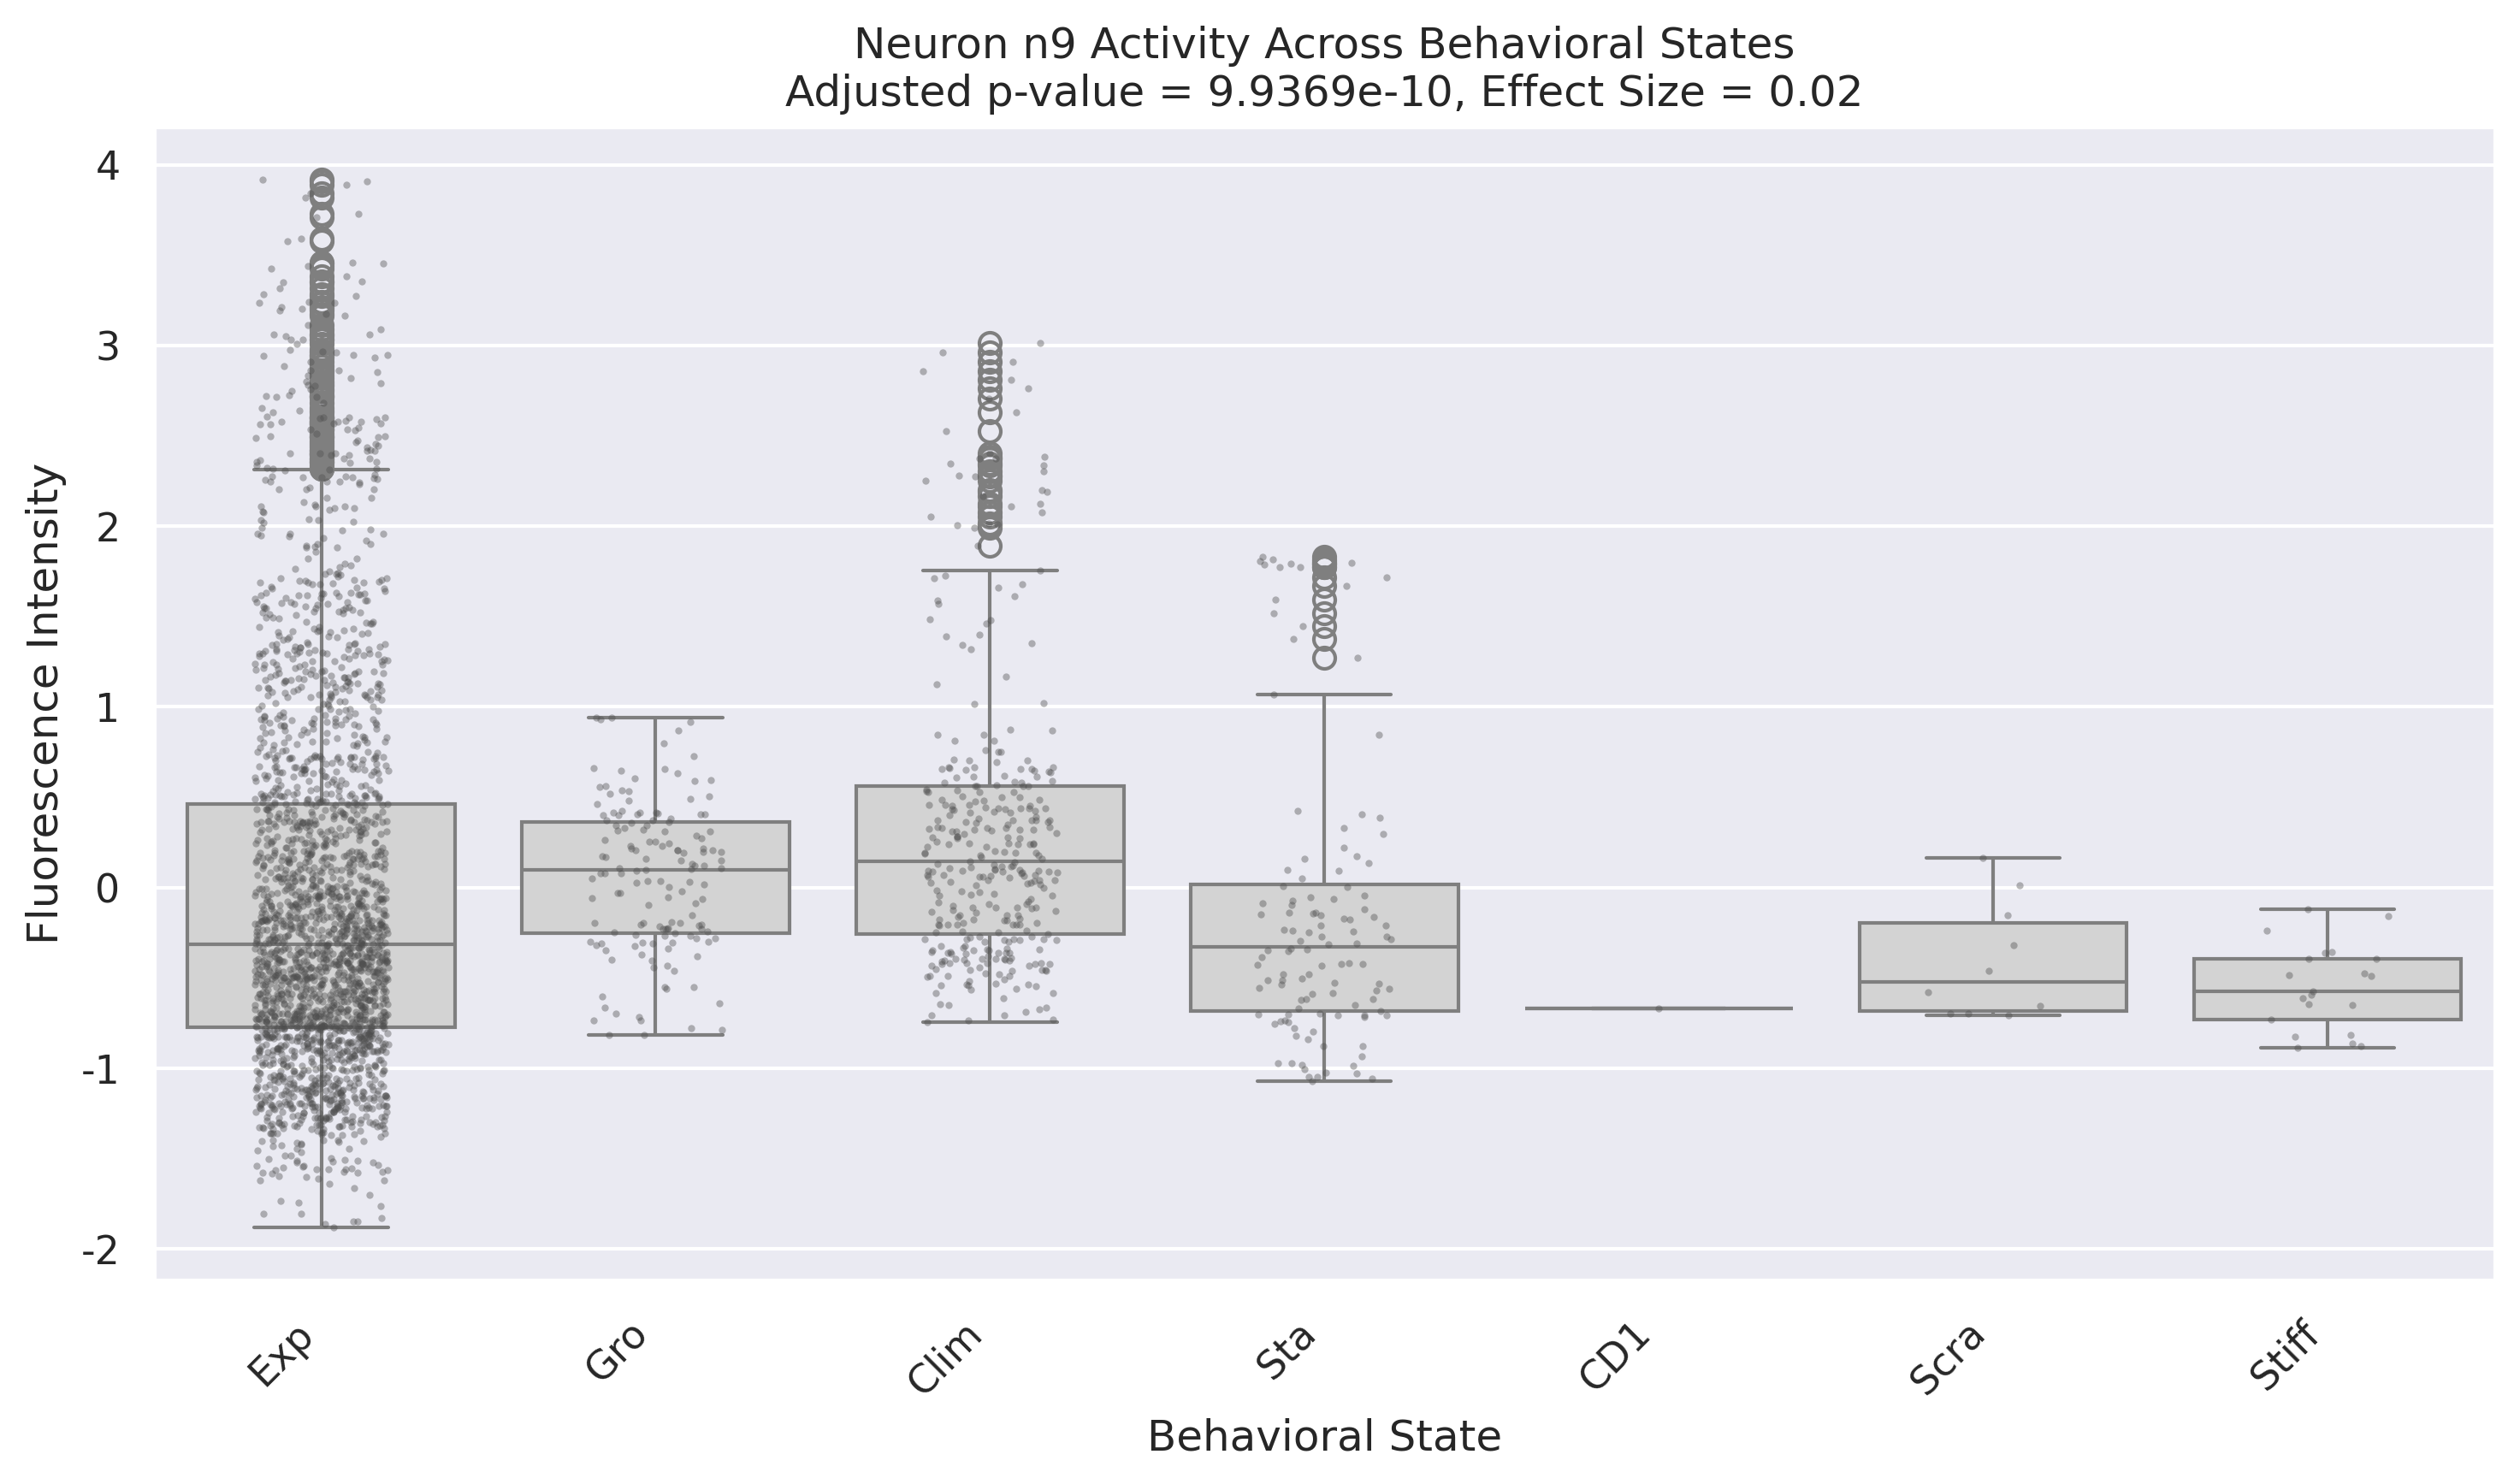 Neuron n9 Activity Across Behavioral States
Adjusted p-value = 9.9369e-10, Effect Size = 0.02
Fluorescence Intensity
4
3
2
1
0
-1
-2
Exp
Gro
Clim
Sta
CD1
Scra
Stiff
Behavioral State